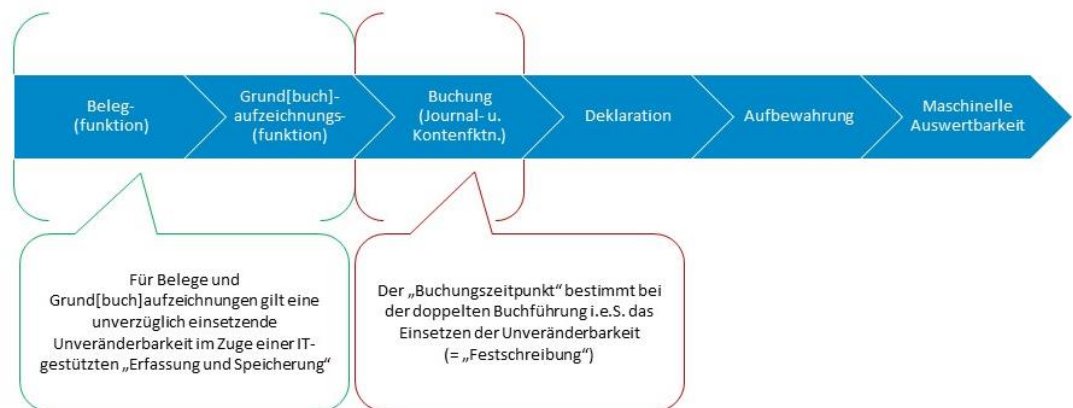 Beleg-
(funktion)
Grund[buch]-
aufzeichnungs-
(funktion)
Buchung
(Journal- u.
Kontenfktn.)
Deklaration
Aufbewahrung
Maschinelle
Auswertbarkeit
Für Belege und
Grund[buch]aufzeichnungen gilt eine
unverzüglich einsetzende
Unveränderbarkeit im Zuge einer IT-
gestützten „Erfassung und Speicherung“
Der „Buchungszeitpunkt“ bestimmt bei
der doppelten Buchführung i.e.S. das
Einsetzen der Unveränderbarkeit
(= „Festschreibung“)